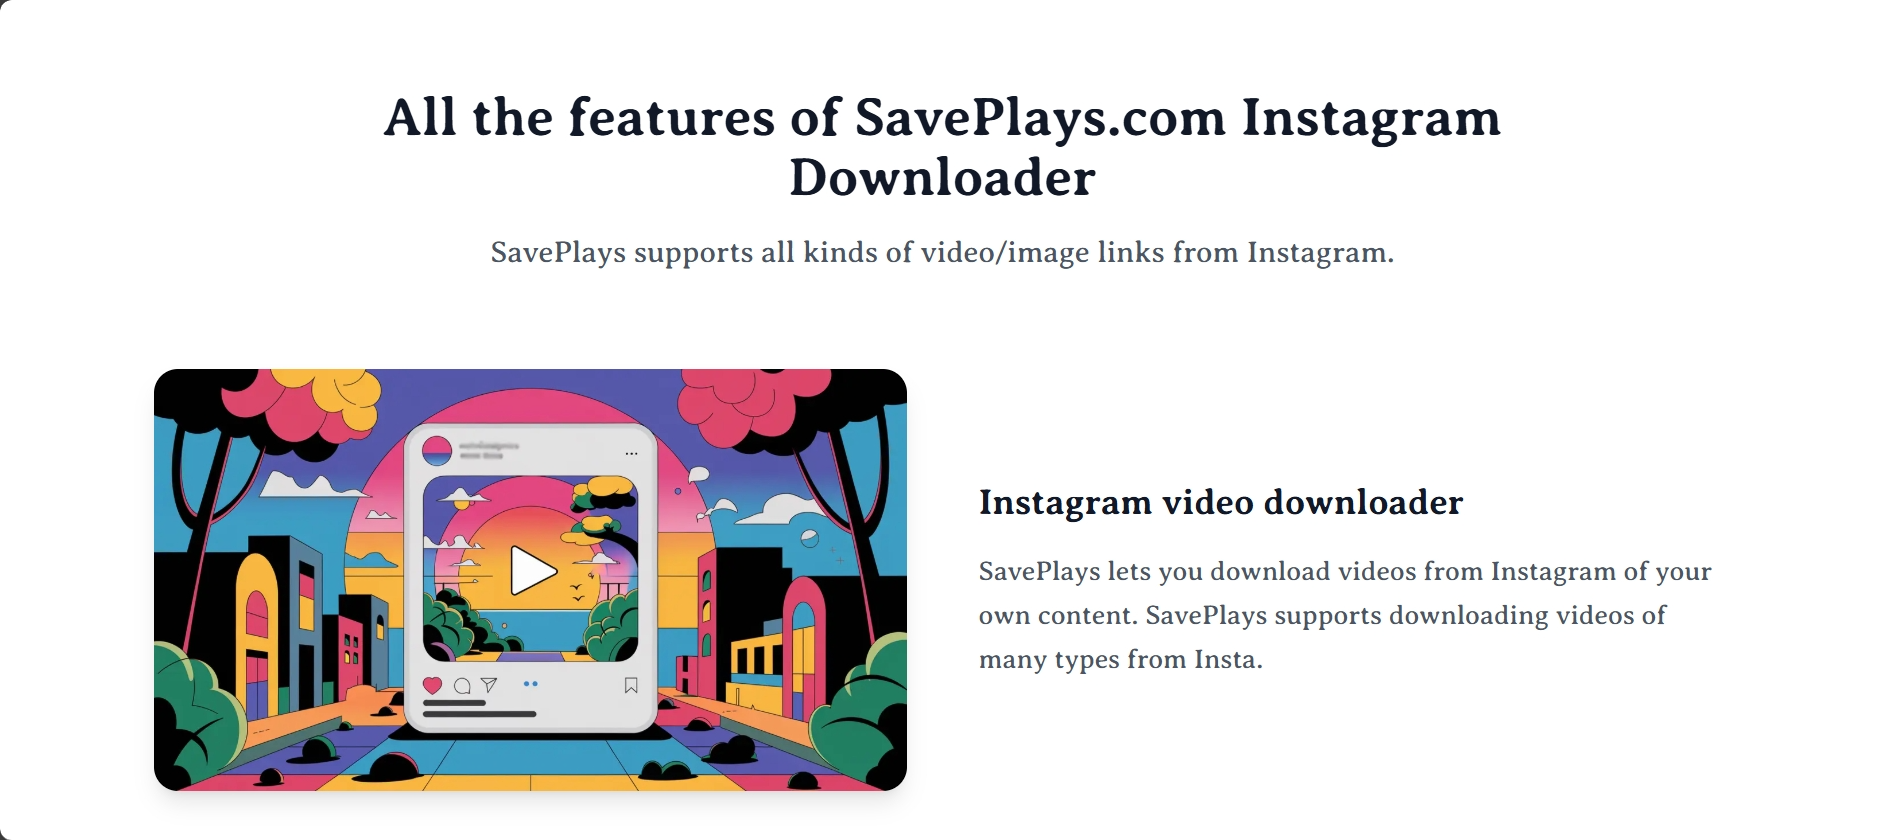 All the features of SavePlays.com Instagram
Downloader
SavePlays supports all kinds of video/image links from Instagram.
Instagram video downloader
SavePlays lets you download videos from Instagram of your
own content. SavePlays supports downloading videos of
many types from Insta.